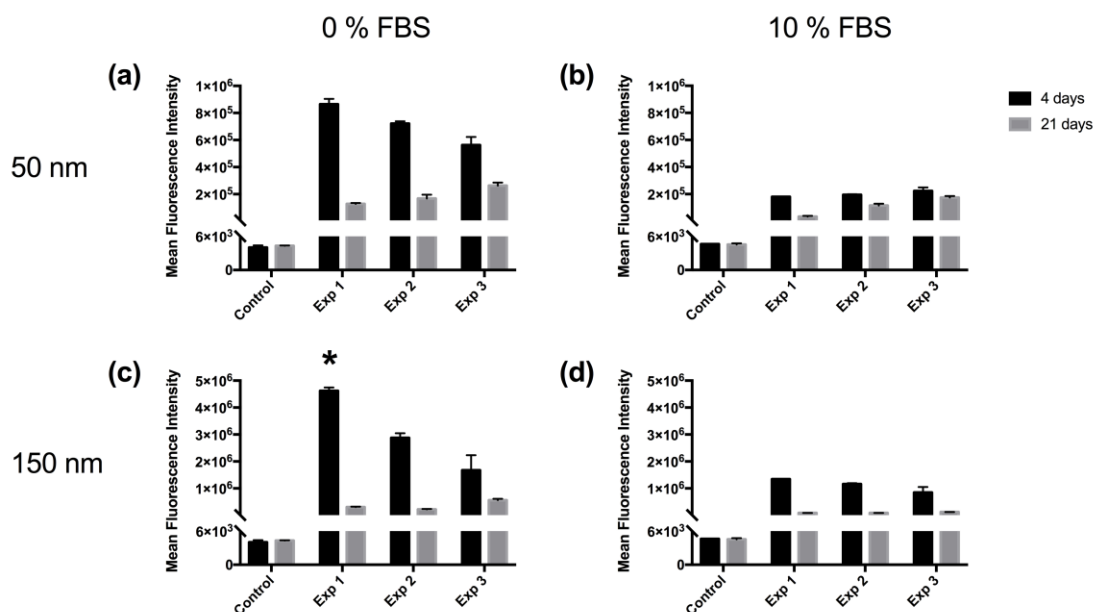 0 % FBS
10 % FBS
50 nm
150 nm
(a)
Mean Fluorescence Intensity
1×10⁶
8×10⁵
6×10⁵
4×10⁵
2×10⁵
6×10³
0
Control
Exp 1
Exp 2
Exp 3
(b)
Mean Fluorescence Intensity
1×10⁶
8×10⁵
6×10⁵
4×10⁵
2×10⁵
6×10³
0
Control
Exp 1
Exp 2
Exp 3
4 days
21 days
(c)
Mean Fluorescence Intensity
5×10⁶
4×10⁶
3×10⁶
2×10⁶
1×10⁶
6×10³
0
*
Control
Exp 1
Exp 2
Exp 3
(d)
Mean Fluorescence Intensity
5×10⁶
4×10⁶
3×10⁶
2×10⁶
1×10⁶
6×10³
0
Control
Exp 1
Exp 2
Exp 3